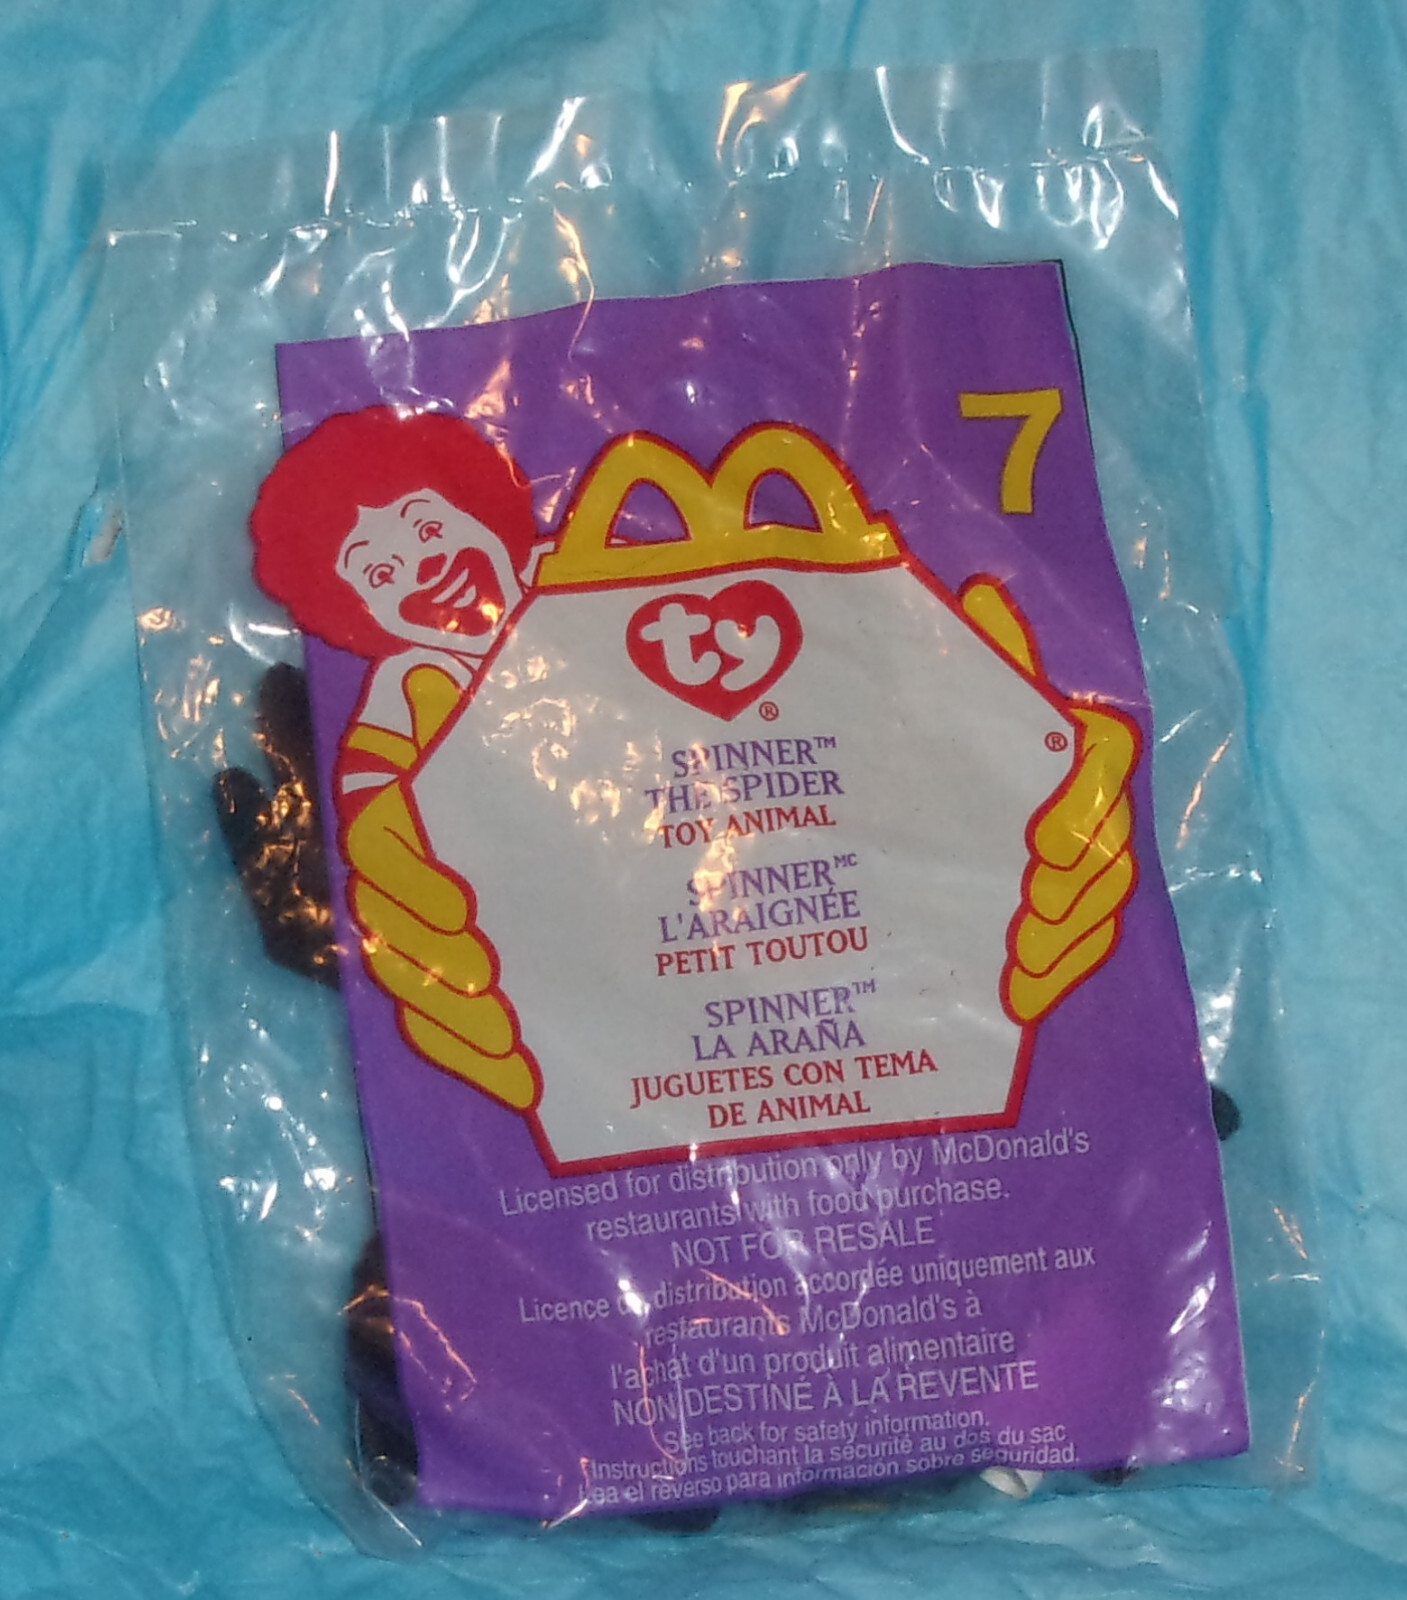 7
ty®
®
SPINNER™
THE SPIDER
TOY ANIMAL
SPINNER MC
L'ARAIGNÉE
PETIT TOUTOU
SPINNER™
LA ARAÑA
JUGUETES CON TEMA
DE ANIMAL
Licensed for distribution only by McDonald's
restaurants with food purchase.
NOT FOR RESALE
Licence de distribution accordée uniquement aux
restaurants McDonald's à
l'achat d'un produit alimentaire
NON DESTINÉ À LA REVENTE
See back for safety information.
Instructions touchant la sécurité au dos du sac
Lea el reverso para información sobre seguridad.